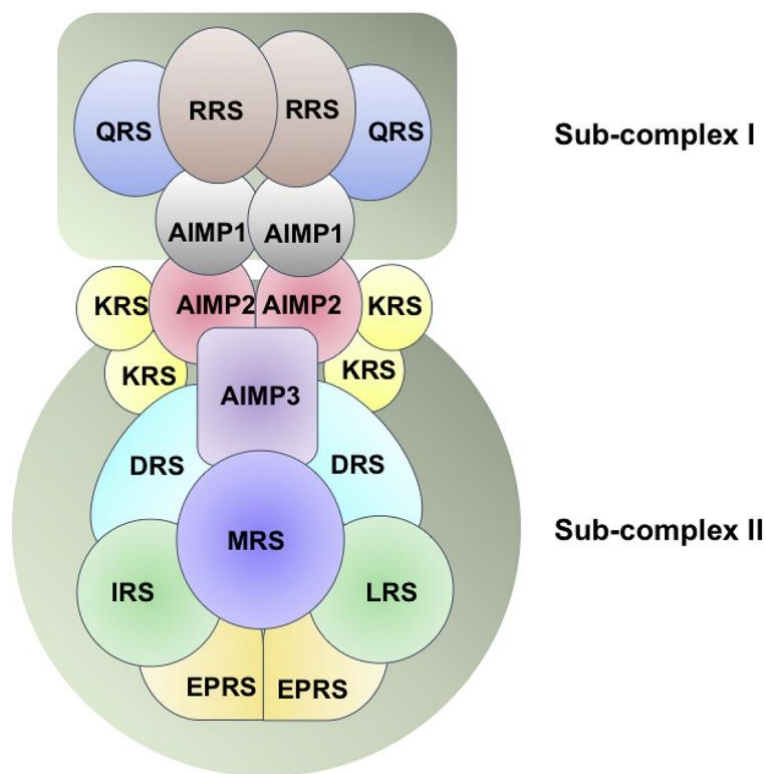 RRS RRS
QRS QRS
Sub-complex I
AIMP1 AIMP1
KRS AIMP2 AIMP2 KRS
KRS KRS
AIMP3
DRS DRS
Sub-complex II
MRS
IRS LRS
EPRS EPRS